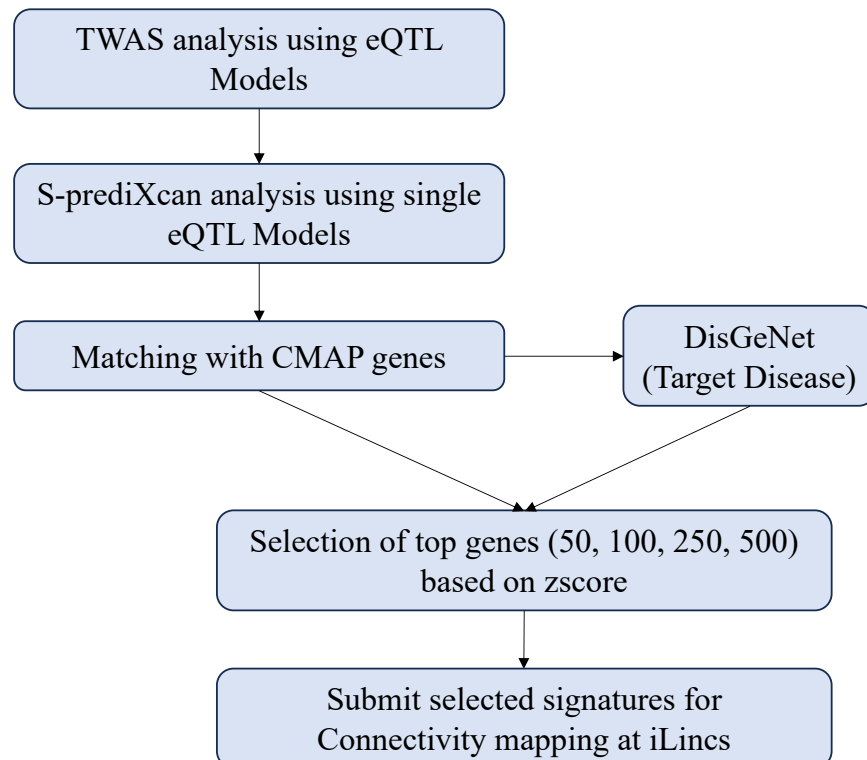 TWAS analysis using eQTL
Models
S-prediXcan analysis using single
eQTL Models
Matching with CMAP genes
DisGeNet
(Target Disease)
Selection of top genes (50, 100, 250, 500)
based on zscore
Submit selected signatures for
Connectivity mapping at iLincs